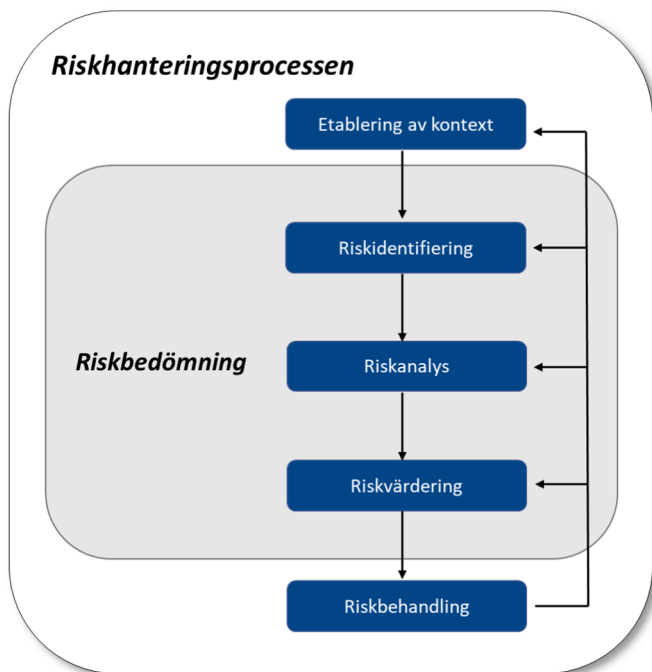 Riskhanteringsprocessen
Etablering av kontext
Riskidentifiering
Riskbedömning
Riskanalys
Riskvärdering
Riskbehandling